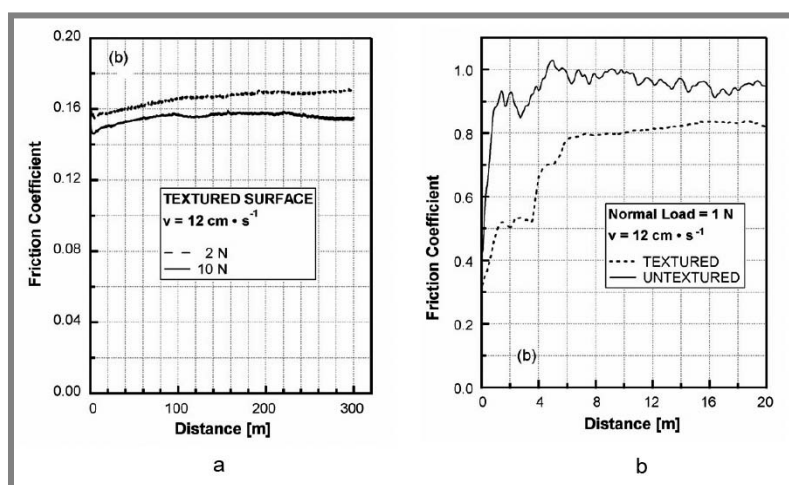 0.20
(b)
0.16
0.12
0.08
0.04
0.00
Friction Coefficient
TEXTURED SURFACE
v = 12 cm • s⁻¹
2 N
10 N
0 100 200 300
Distance [m]
a
1.0
0.8
0.6
0.4
0.2
0.0
Friction Coefficient
Normal Load = 1 N
v = 12 cm • s⁻¹
TEXTURED
UNTEXTURED
(b)
0 4 8 12 16 20
Distance [m]
b